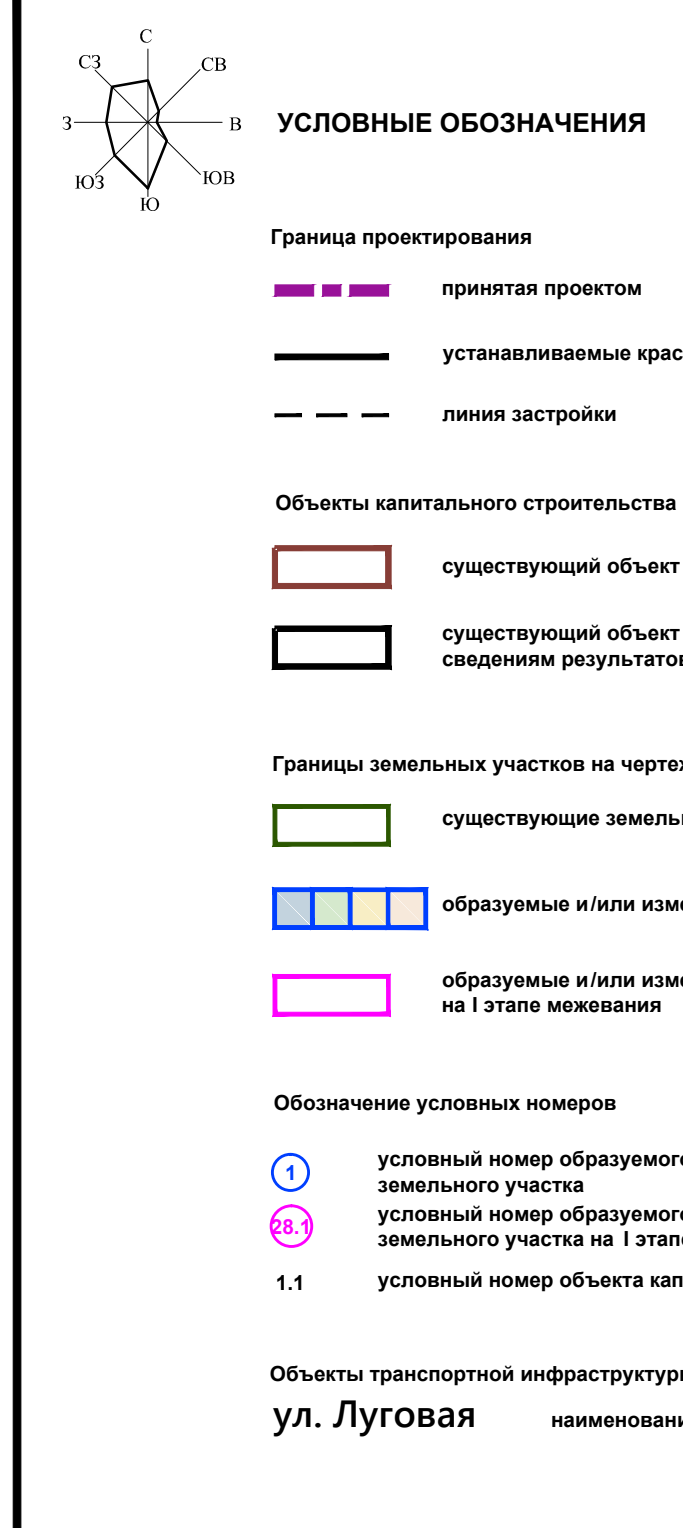 С
СЗ
СВ
З
В
ЮЗ
ЮВ
Ю
УСЛОВНЫЕ ОБОЗНАЧЕНИЯ
Граница проектирования
принятая проектом
устанавливаемые крас
линия застройки
Объекты капитального строительства
существующий объект
существующий объект
сведениям результатов
Границы земельных участков на черте
существующие земель
образуемые и/или изме
образуемые и/или изме
на I этапе межевания
Обозначение условных номеров
1
условный номер образуемого
земельного участка
28.1
условный номер образуемого
земельного участка на I этапе
1.1
условный номер объекта кап
Объекты транспортной инфраструктуры
ул. Луговая
наименовани